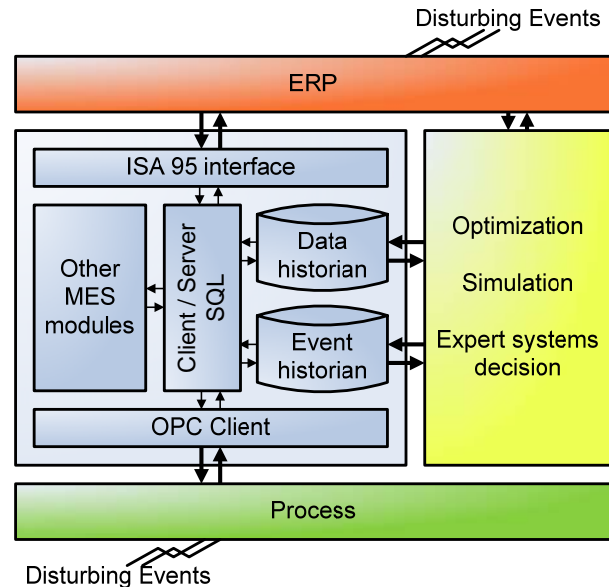 Disturbing Events
ERP
ISA 95 interface
Other
MES
modules
Client / Server
SQL
Data
historian
Event
historian
Optimization
Simulation
Expert systems
decision
OPC Client
Process
Disturbing Events